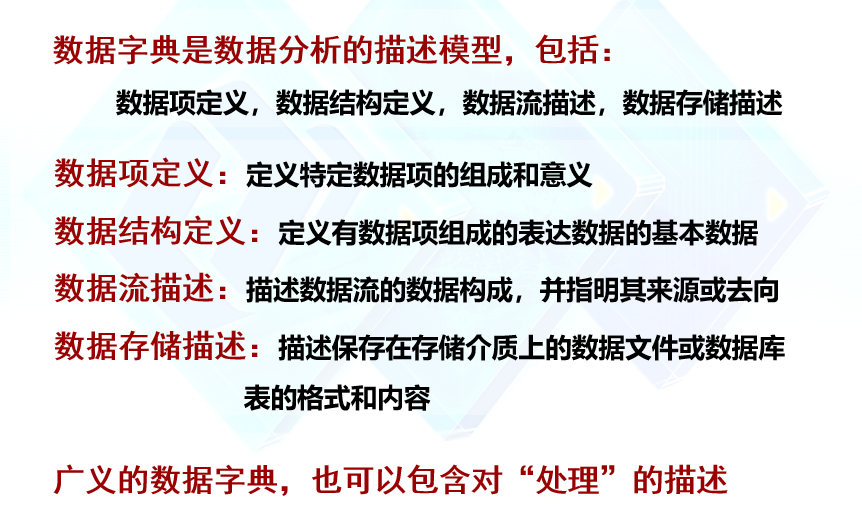 数据字典是数据分析的描述模型，包括：
数据项定义，数据结构定义，数据流描述，数据存储描述
数据项定义：定义特定数据项的组成和意义
数据结构定义：定义有数据项组成的表达数据的基本数据
数据流描述：描述数据流的数据构成，并指明其来源或去向
数据存储描述：描述保存在存储介质上的数据文件或数据库
表的格式和内容
广义的数据字典，也可以包含对“处理”的描述